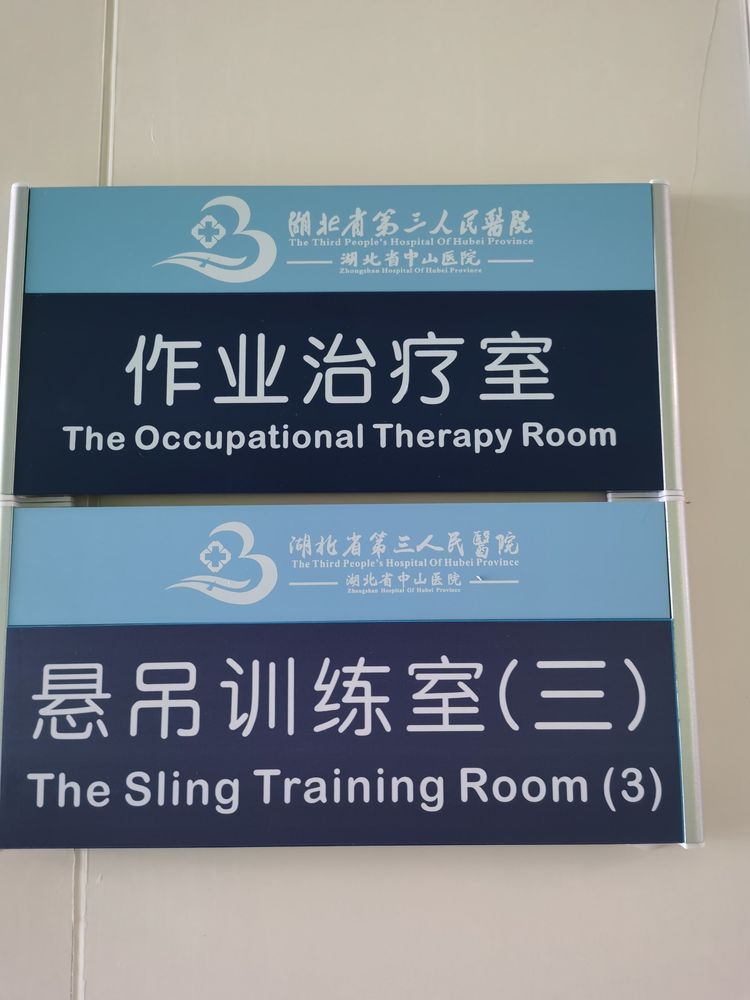 湖北省第三人民醫院
The Third People's Hospital Of Hubei Province
湖北省中山医院
Zhongshan Hospital Of Hubei Province
作业治疗室
The Occupational Therapy Room
湖北省第三人民醫院
The Third People's Hospital Of Hubei Province
湖北省中山医院
Zhongshan Hospital Of Hubei Province
悬吊训练室(三)
The Sling Training Room (3)